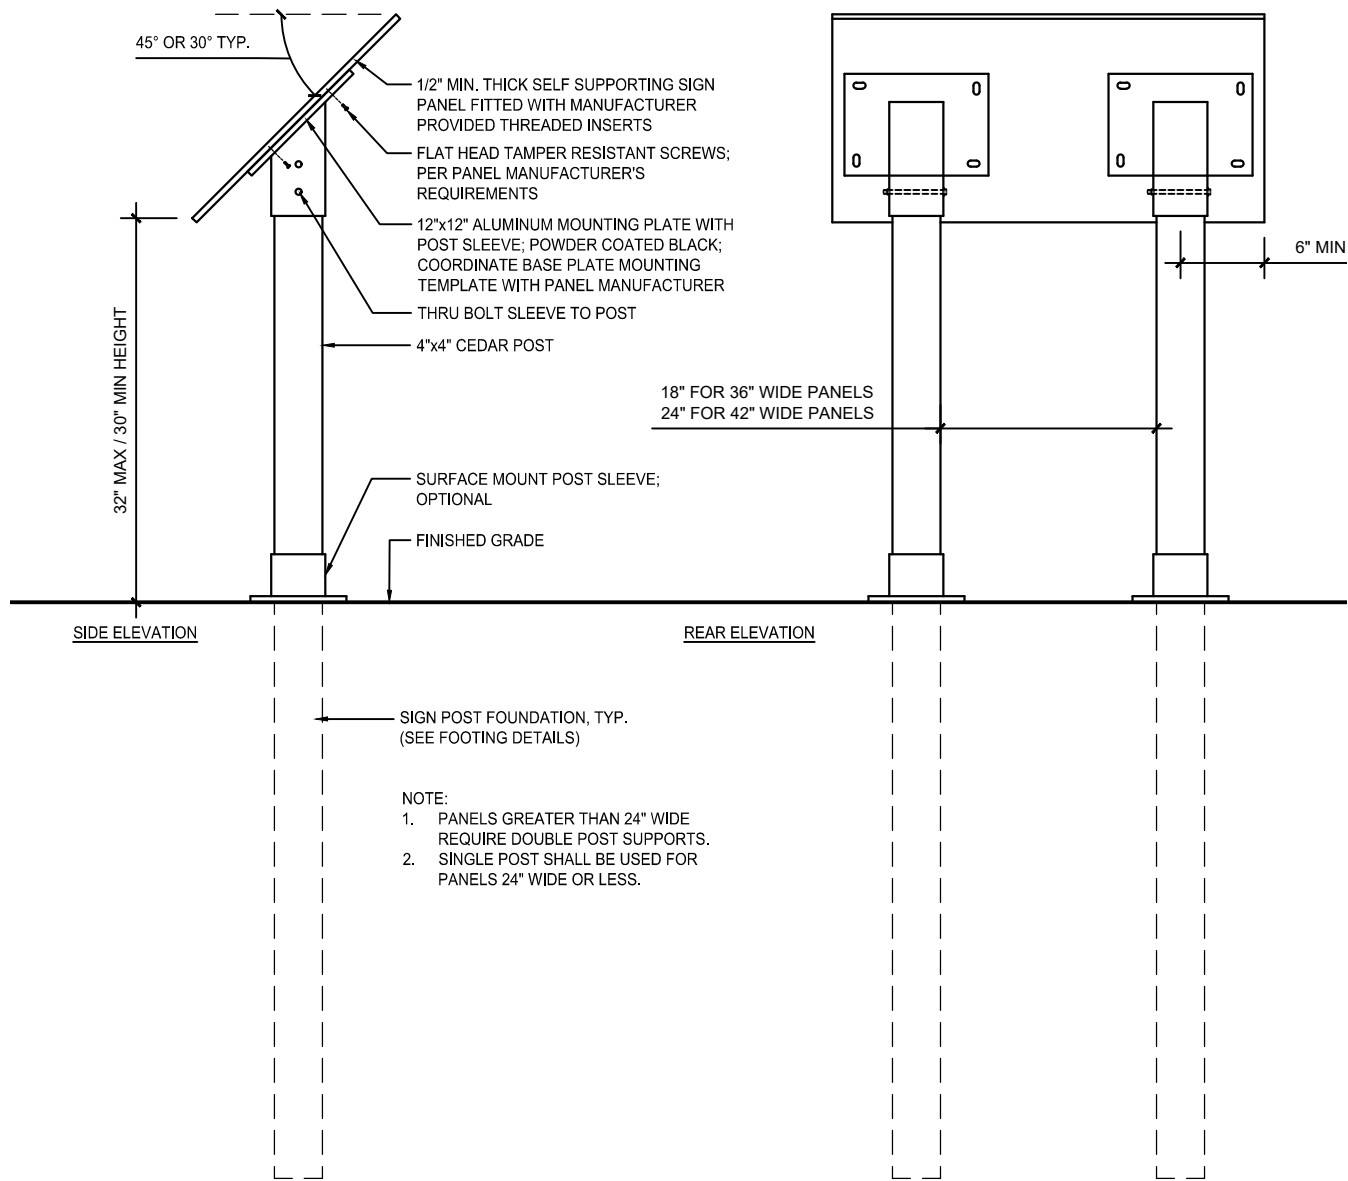 45° OR 30° TYP.
1/2" MIN. THICK SELF SUPPORTING SIGN
PANEL FITTED WITH MANUFACTURER
PROVIDED THREADED INSERTS
FLAT HEAD TAMPER RESISTANT SCREWS;
PER PANEL MANUFACTURER'S
REQUIREMENTS
12"x12" ALUMINUM MOUNTING PLATE WITH
POST SLEEVE; POWDER COATED BLACK;
COORDINATE BASE PLATE MOUNTING
TEMPLATE WITH PANEL MANUFACTURER
THRU BOLT SLEEVE TO POST
4"x4" CEDAR POST
32" MAX / 30" MIN HEIGHT
SURFACE MOUNT POST SLEEVE;
OPTIONAL
FINISHED GRADE
SIDE ELEVATION
6" MIN
18" FOR 36" WIDE PANELS
24" FOR 42" WIDE PANELS
REAR ELEVATION
SIGN POST FOUNDATION, TYP.
(SEE FOOTING DETAILS)
NOTE:
1. PANELS GREATER THAN 24" WIDE
REQUIRE DOUBLE POST SUPPORTS.
2. SINGLE POST SHALL BE USED FOR
PANELS 24" WIDE OR LESS.